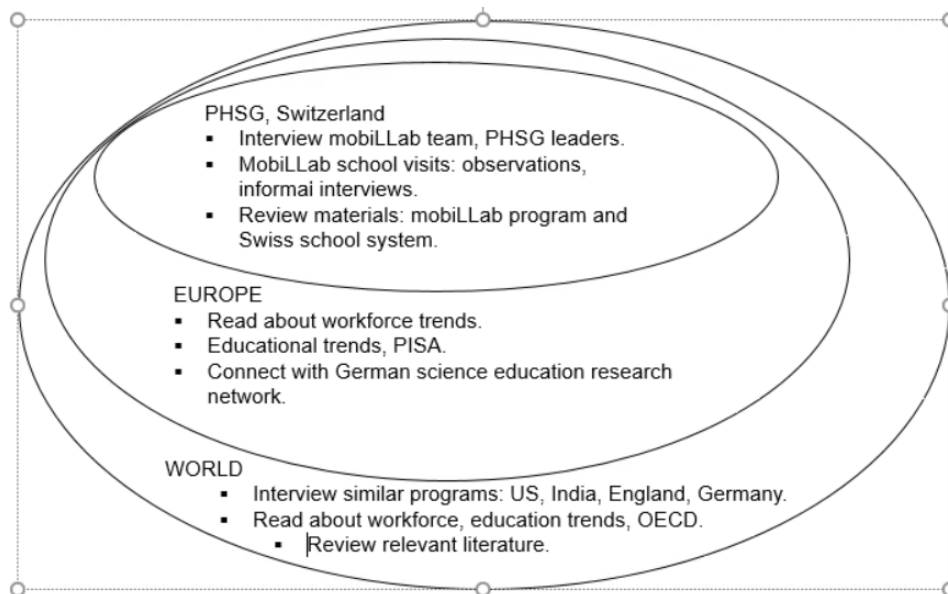 PHSG, Switzerland
▪ Interview mobiLLab team, PHSG leaders.
▪ MobiLLab school visits: observations,
informal interviews.
▪ Review materials: mobiLLab program and
Swiss school system.
EUROPE
▪ Read about workforce trends.
▪ Educational trends, PISA.
▪ Connect with German science education research
network.
WORLD
▪ Interview similar programs: US, India, England, Germany.
▪ Read about workforce, education trends, OECD.
▪ Review relevant literature.